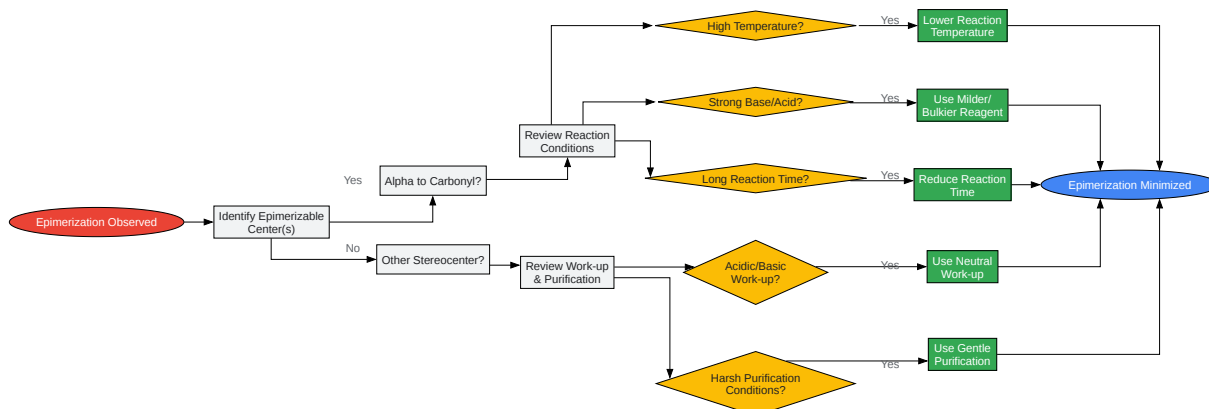 High Temperature?
Yes
Lower Reaction
Temperature
Strong Base/Acid?
Yes
Use Milder/
Bulkier Reagent
Review Reaction
Conditions
Alpha to Carbonyl?
Yes
Long Reaction Time?
Yes
Reduce Reaction
Time
Epimerization Minimized
Epimerization Observed
Identify Epimerizable
Center(s)
No
Other Stereocenter?
Review Work-up
& Purification
Acidic/Basic
Work-up?
Yes
Use Neutral
Work-up
Harsh Purification
Conditions?
Yes
Use Gentle
Purification